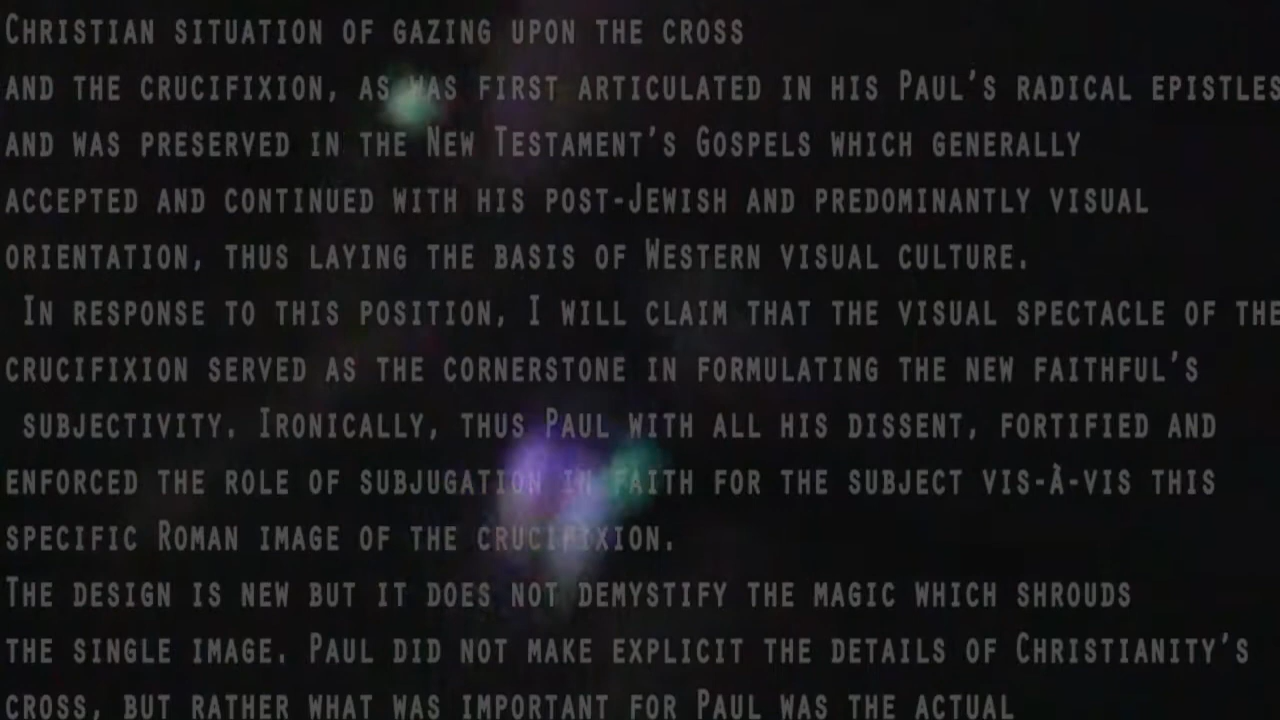 Christian situation of gazing upon the cross
and the crucifixion, as was first articulated in his Paul’s radical epistles
and was preserved in the New Testament’s Gospels which generally
accepted and continued with his post-Jewish and predominantly visual
orientation, thus laying the basis of Western visual culture.
In response to this position, I will claim that the visual spectacle of the
crucifixion served as the cornerstone in formulating the new faithful’s
subjectivity. Ironically, thus Paul with all his dissent, fortified and
enforced the role of subjugation in faith for the subject vis-à-vis this
specific Roman image of the crucifixion.
The design is new but it does not demystify the magic which shrouds
the single image. Paul did not make explicit the details of Christianity’s
cross, but rather what was important for Paul was the actual